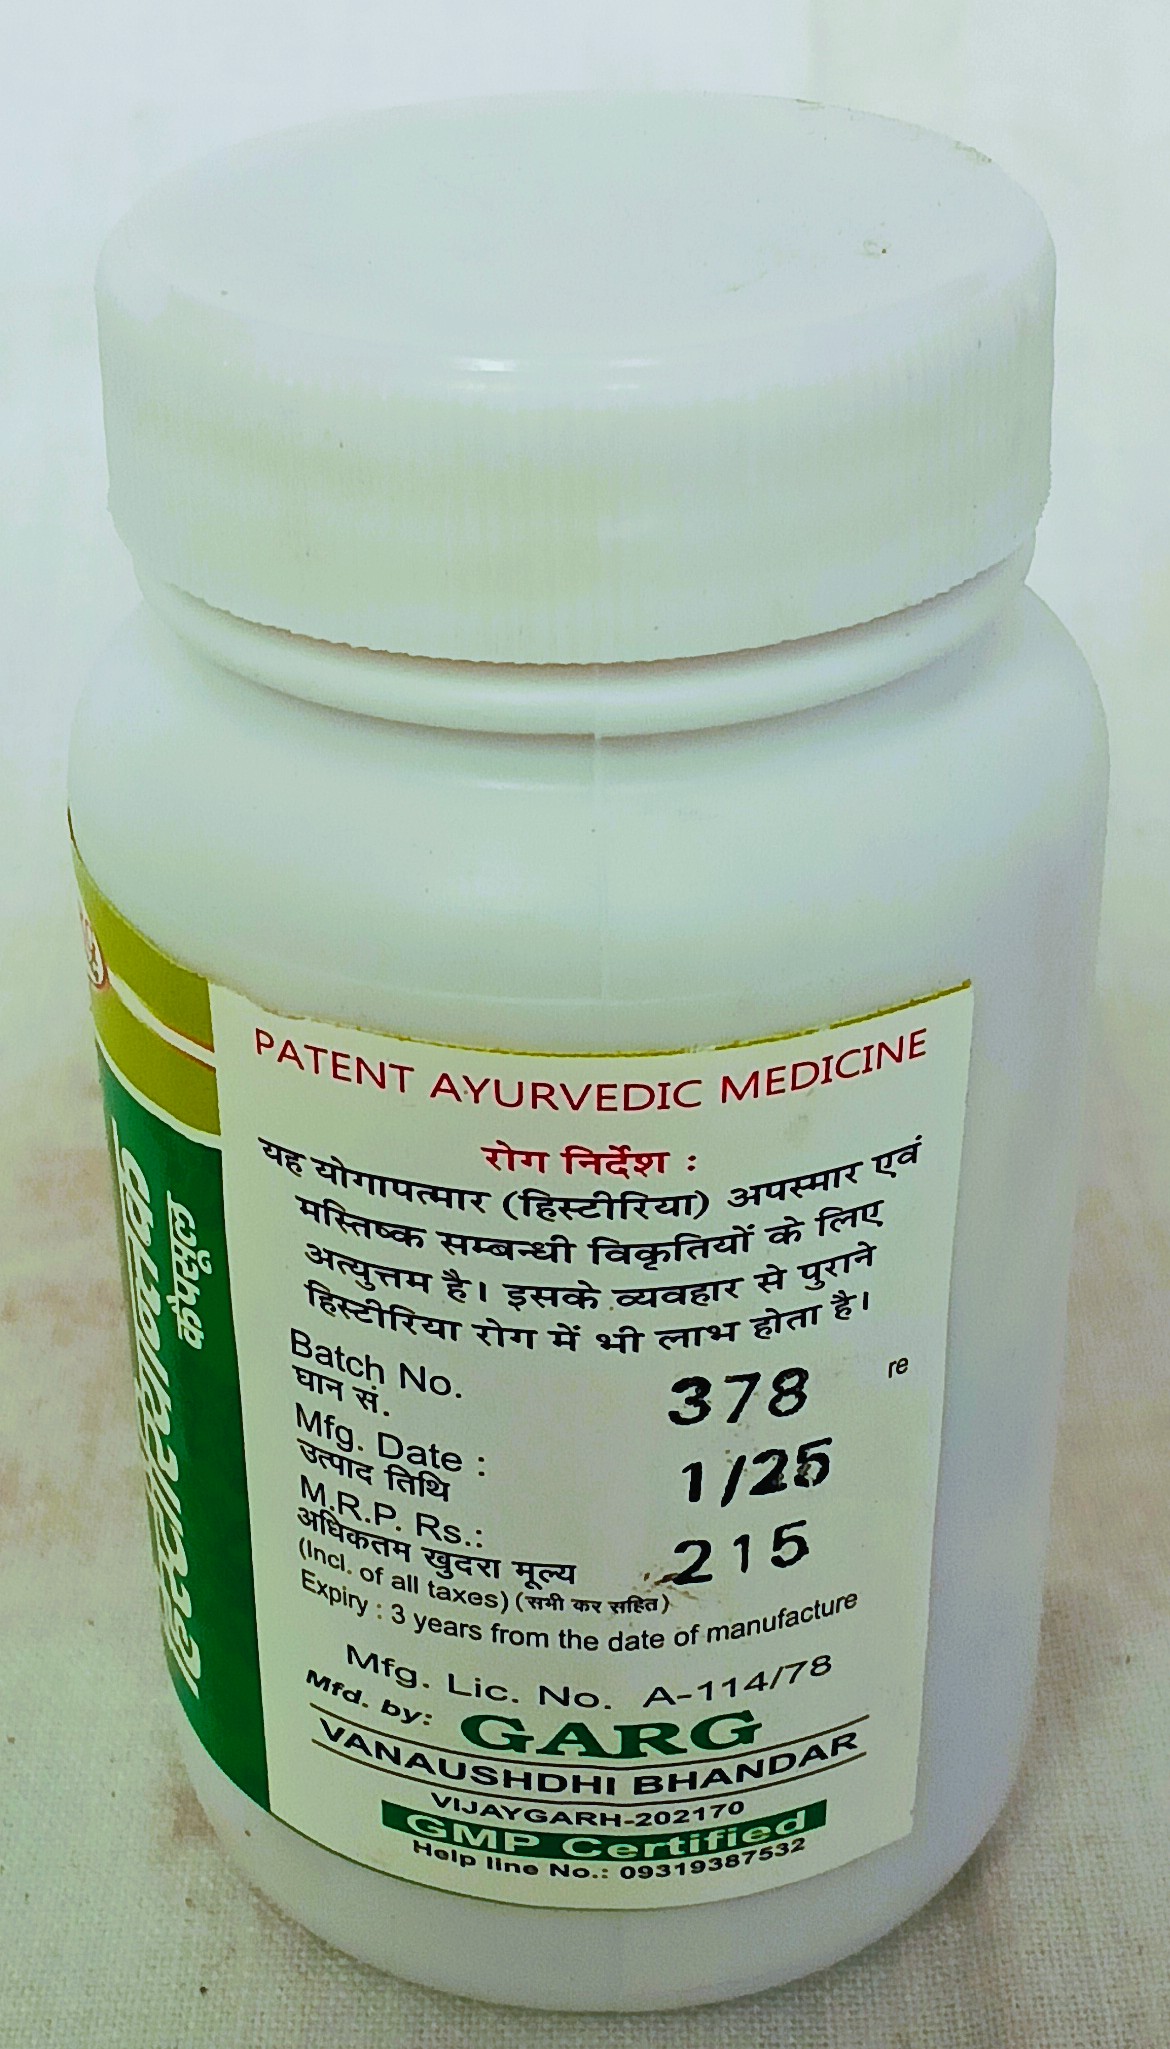 PATENT AYURVEDIC MEDICINE
रोग निर्देश :
यह योगापत्मार (हिस्टीरिया) अपस्मार एवं
मस्तिष्क सम्बन्धी विकृतियों के लिए
अत्युत्तम है। इसके व्यवहार से पुराने
हिस्टीरिया रोग में भी लाभ होता है।
Batch No. 378 re
घान सं.
Mfg. Date : 1/25
उत्पाद तिथि
M.R.P. Rs.: 215
अधिकतम खुदरा मूल्य
(Incl. of all taxes) (सभी कर सहित)
Expiry : 3 years from the date of manufacture
Mfg. Lic. No. A-114/78
Mfd. by: GARG
VANAUSHDHI BHANDAR
VIJAYGARH-202170
GMP Certified
Help line No.: 09319387532
कैपसूल